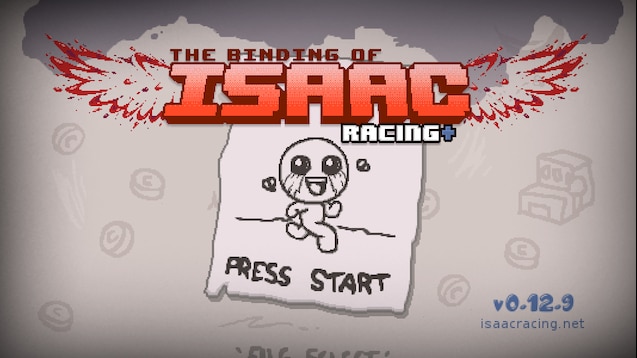 THE BINDING OF
ISAAC
RACING+
PRESS START
v0.12.9
isaacracing.net